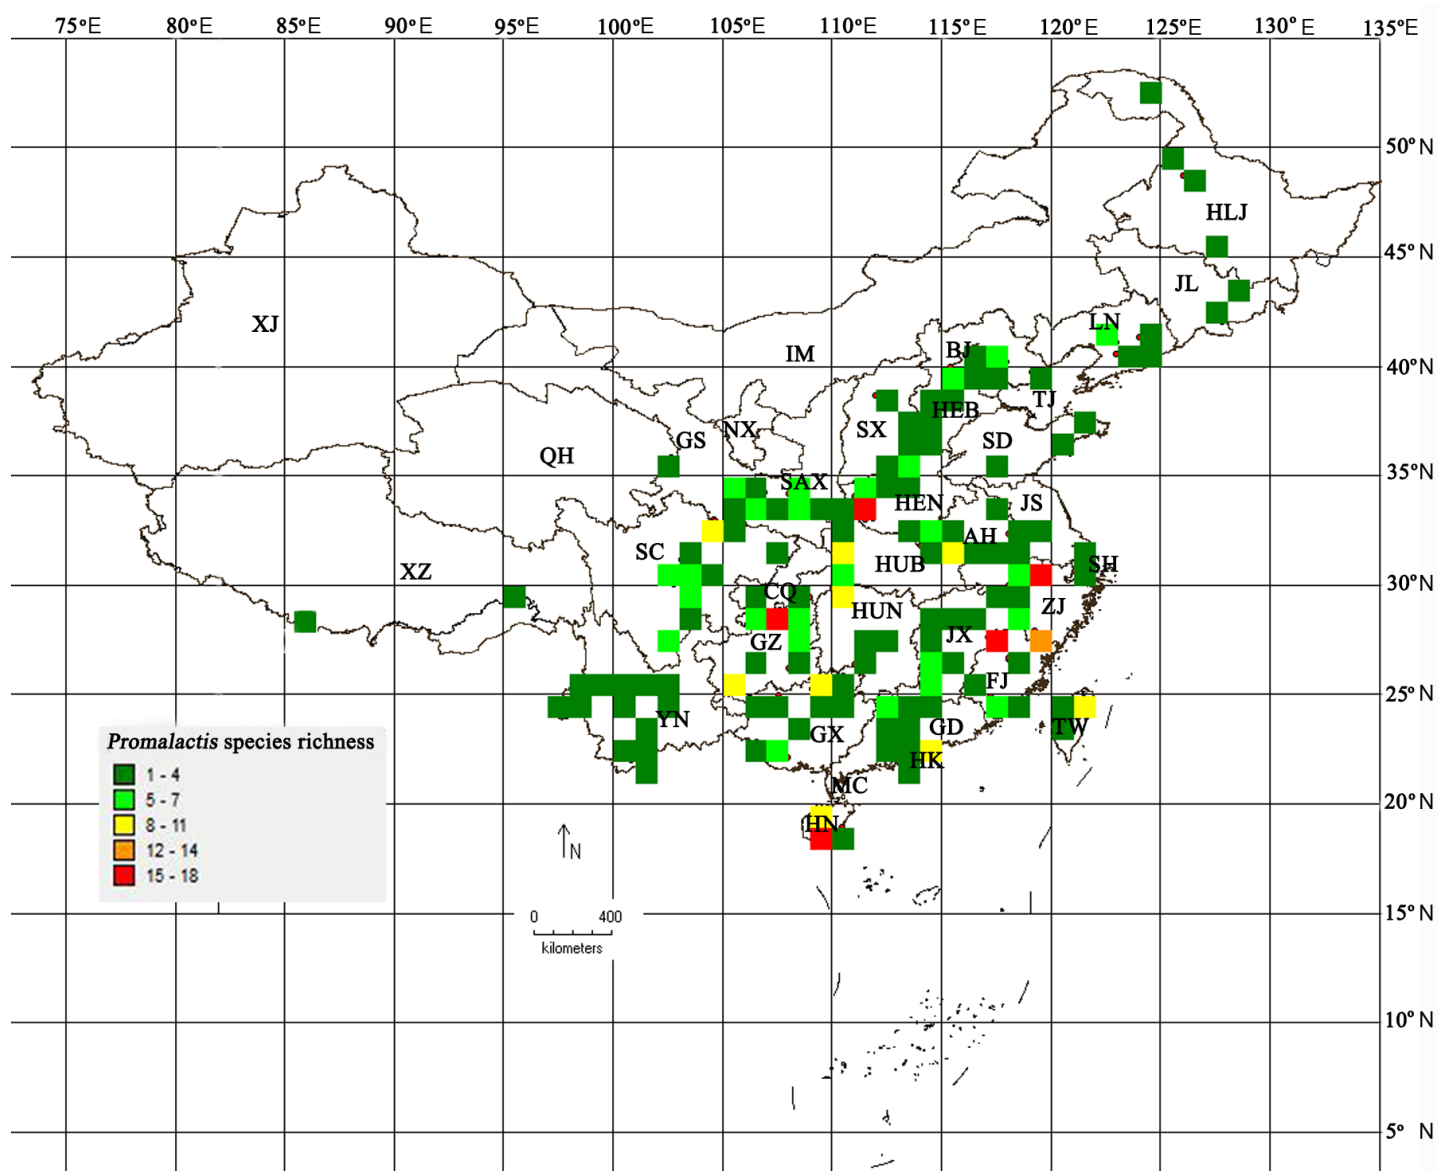 75°E 80°E 85°E 90°E 95°E 100°E 105°E 110°E 115°E 120°E 125°E 130°E 135°E
50° N
HLJ
45° N
JL
XJ
LN
IM
BJ
40° N
TJ
HEB
SX
NX
GS
SD
QH
35° N
SAX
HEN
JS
AH
SC
HUB
SH
XZ
30° N
CQ
HUN
ZJ
GZ
JX
FJ
25° N
YN
GX
GD
TW
HK
MC
20° N
HN
Promalactis species richness
1 - 4
5 - 7
8 - 11
12 - 14
15 - 18
N
15° N
0 400
kilometers
10° N
5° N